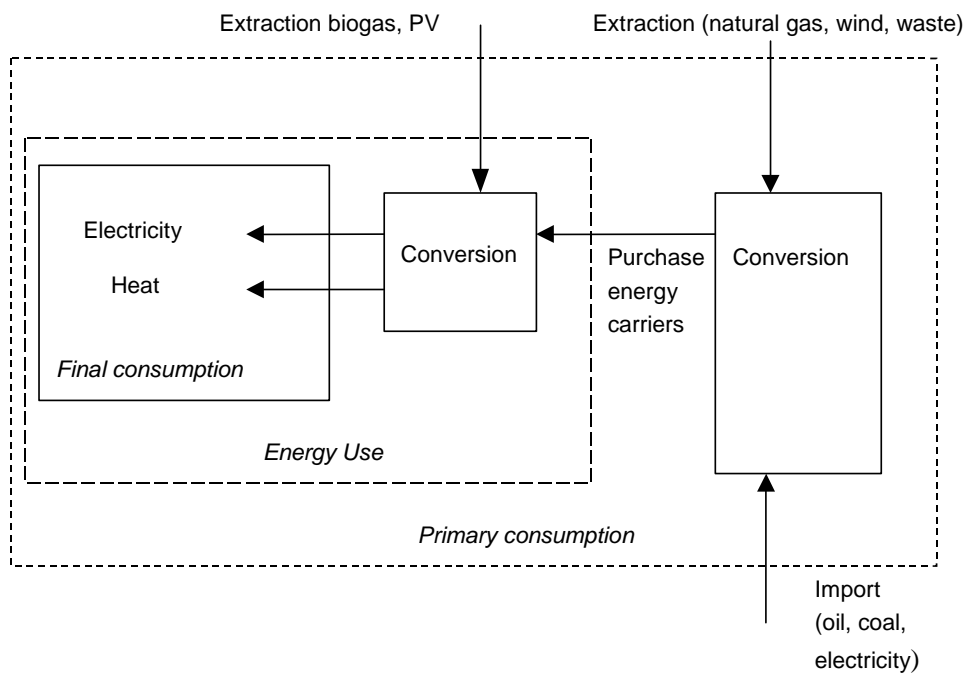 Extraction biogas, PV
Extraction (natural gas, wind, waste)
Electricity
Heat
Final consumption
Conversion
Energy Use
Purchase
energy
carriers
Conversion
Primary consumption
Import
(oil, coal,
electricity)